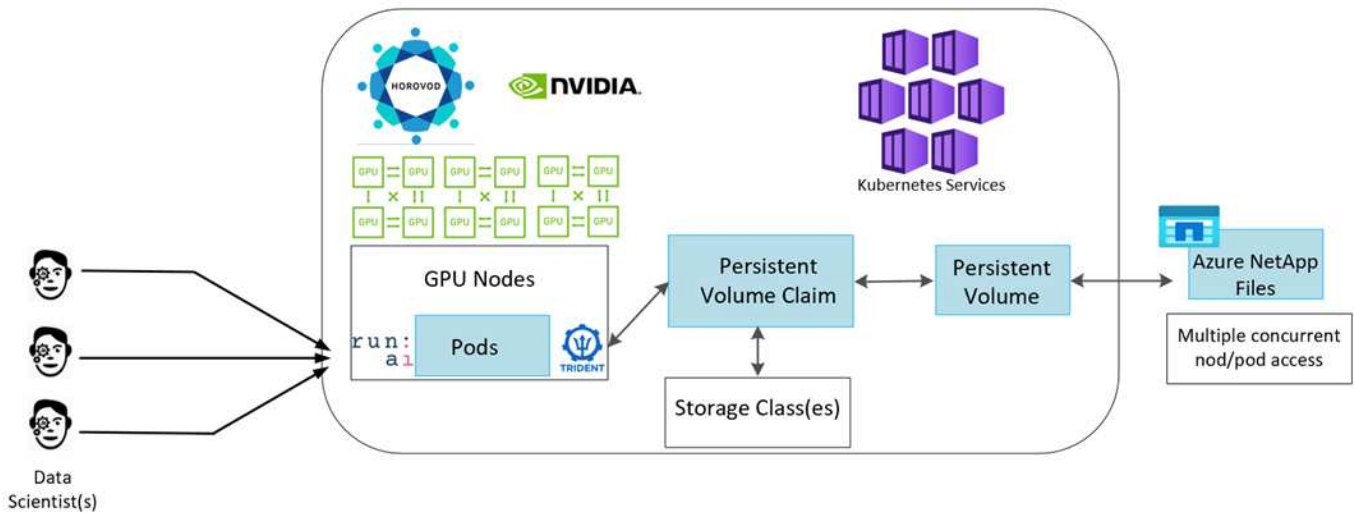 HOROVOD
NVIDIA.
Kubernetes Services
GPU GPU GPU GPU GPU GPU
GPU GPU GPU GPU GPU GPU
GPU Nodes
run:
ai
Pods
TRIDENT
Persistent
Volume Claim
Storage Class(es)
Persistent
Volume
Azure NetApp
Files
Multiple concurrent
nod/pod access
Data
Scientist(s)